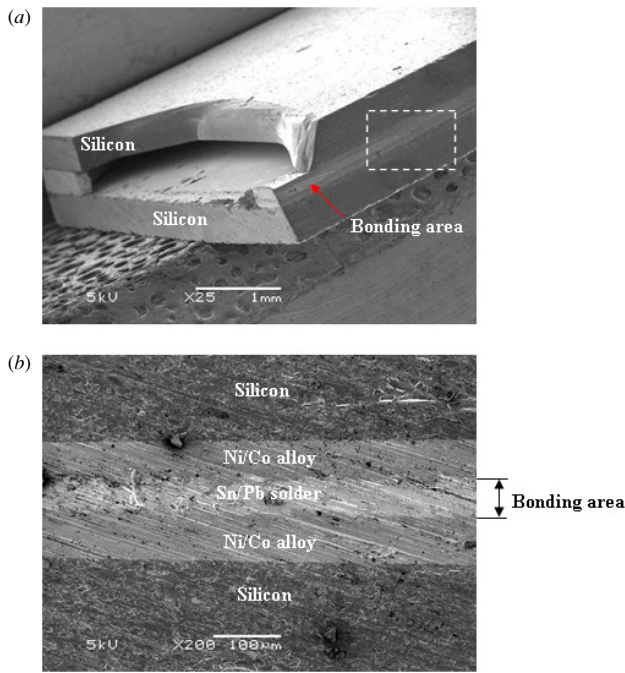 (a)
Silicon
Silicon
Bonding area
5kV X25 1mm
(b)
Silicon
Ni/Co alloy
Sn/Pb solder
Bonding area
Ni/Co alloy
Silicon
5kV X200 100µm